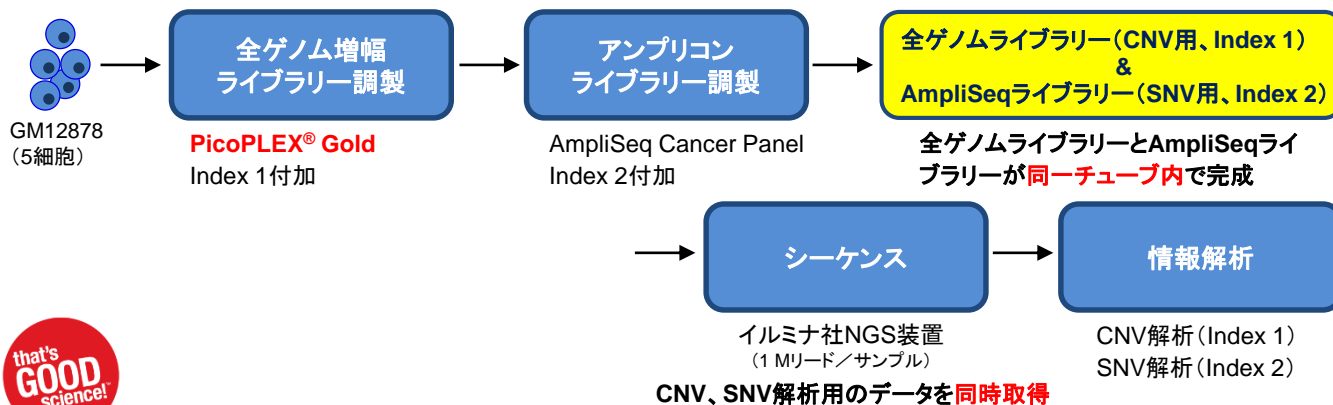 全ゲノム増幅
ライブラリー調製
アンプリコン
ライブラリー調製
全ゲノムライブラリー(CNV用、Index 1)
&
AmpliSeqライブラリー(SNV用、Index 2)
GM12878
(5細胞)
PicoPLEX® Gold
Index 1付加
AmpliSeq Cancer Panel
Index 2付加
全ゲノムライブラリーとAmpliSeqライ
ブラリーが同一チューブ内で完成
シーケンス
情報解析
イルミナ社NGS装置
(1 Mリード/サンプル)
CNV、SNV解析用のデータを同時取得
CNV解析(Index 1)
SNV解析(Index 2)
that's
GOOD
science!™